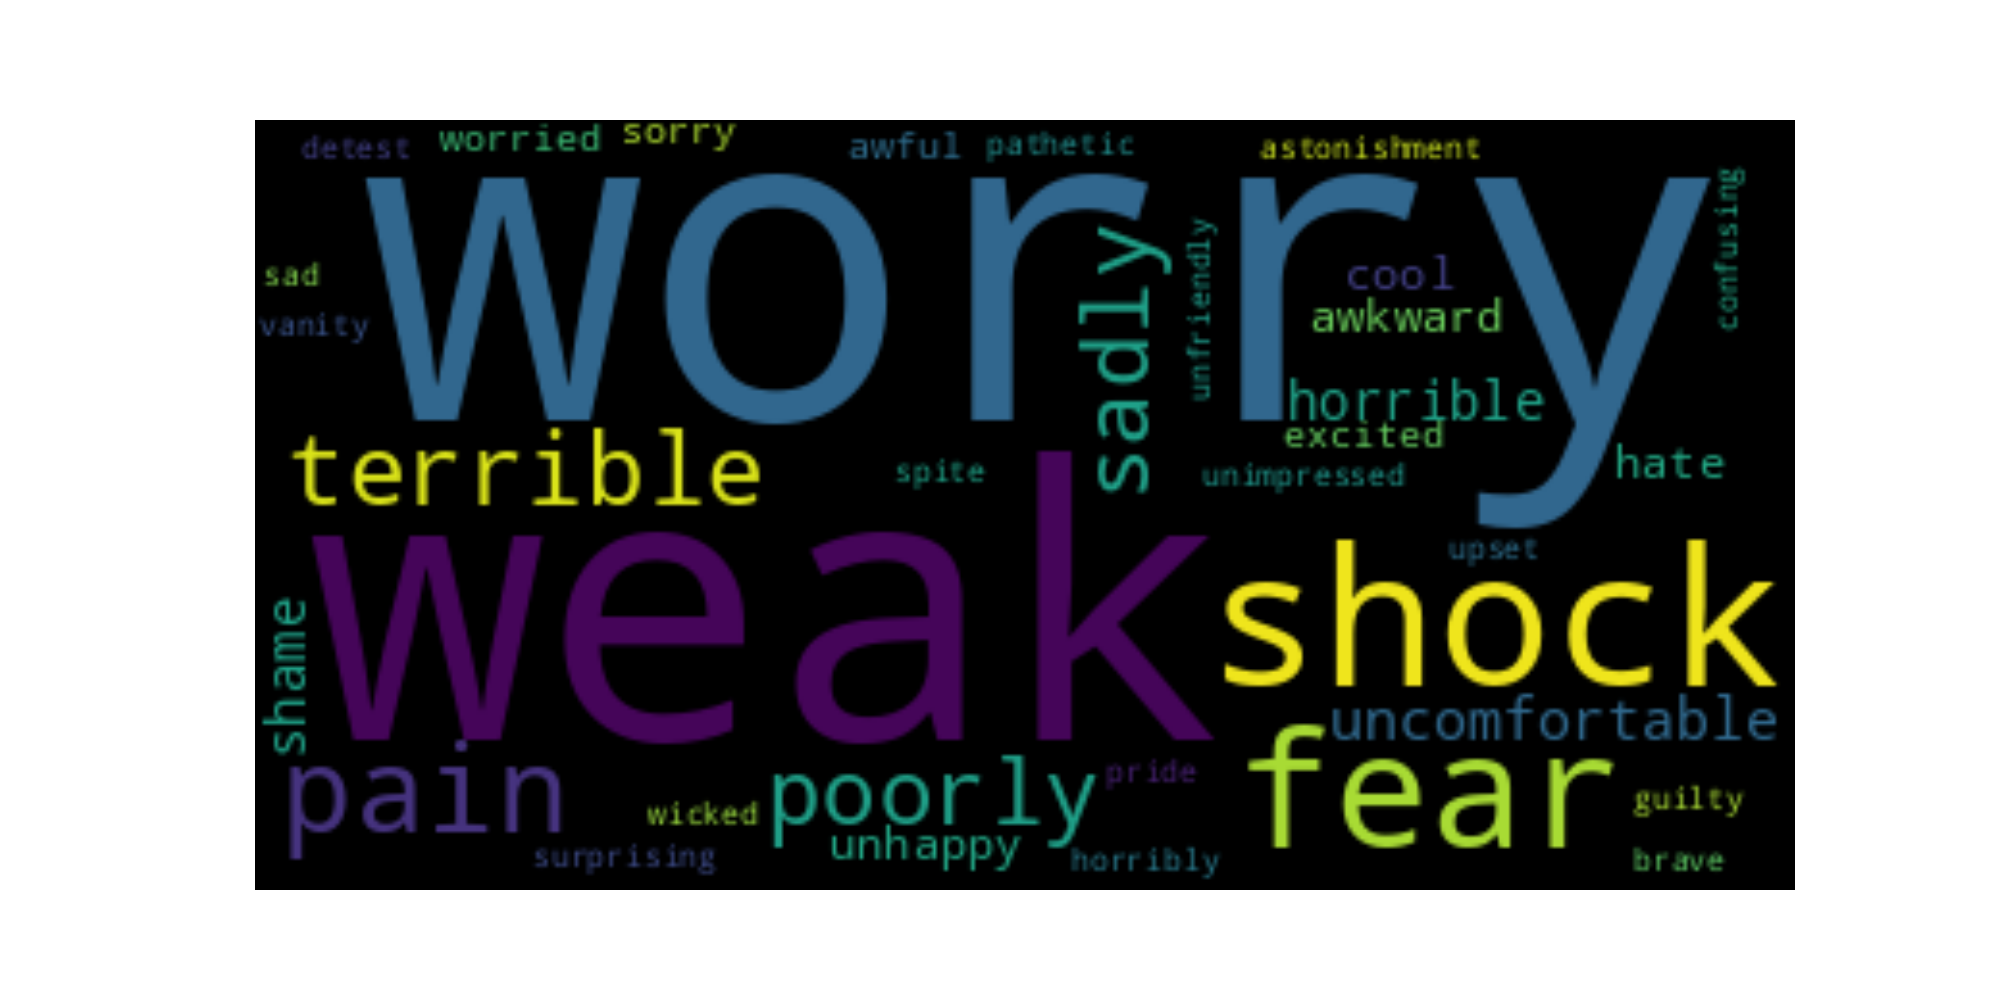 detest worried sorry awful pathetic astonishment
worry
confusing
sadly
unfriendly
sad
cool
vanity
awkward
horrible
excited
terrible
spite
unimpressed
hate
weak
upset
shock
shame
uncomfortable
pain
poorly
pride
fear
guilty
wicked
unhappy
surprising
horribly
brave